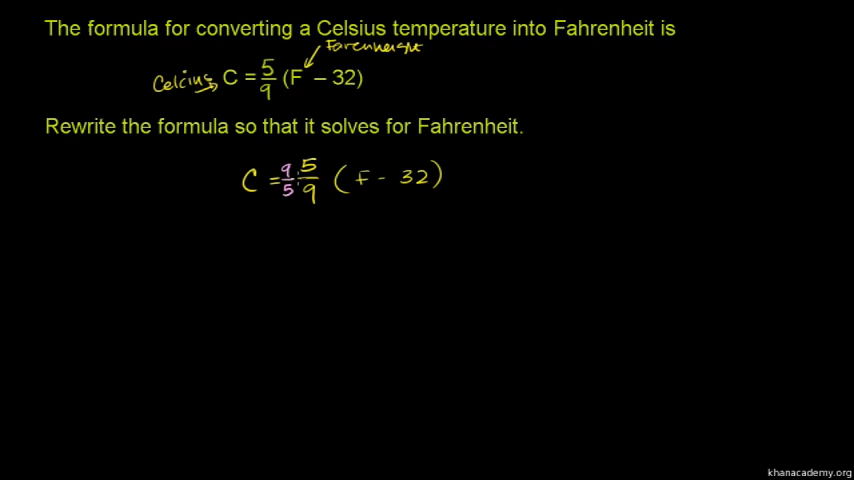 The formula for converting a Celsius temperature into Fahrenheit is
Farenheight
Celcius C = 5/9 (F – 32)
Rewrite the formula so that it solves for Fahrenheit.
C = 9/5 · 5/9 (F - 32)
khanacademy.org